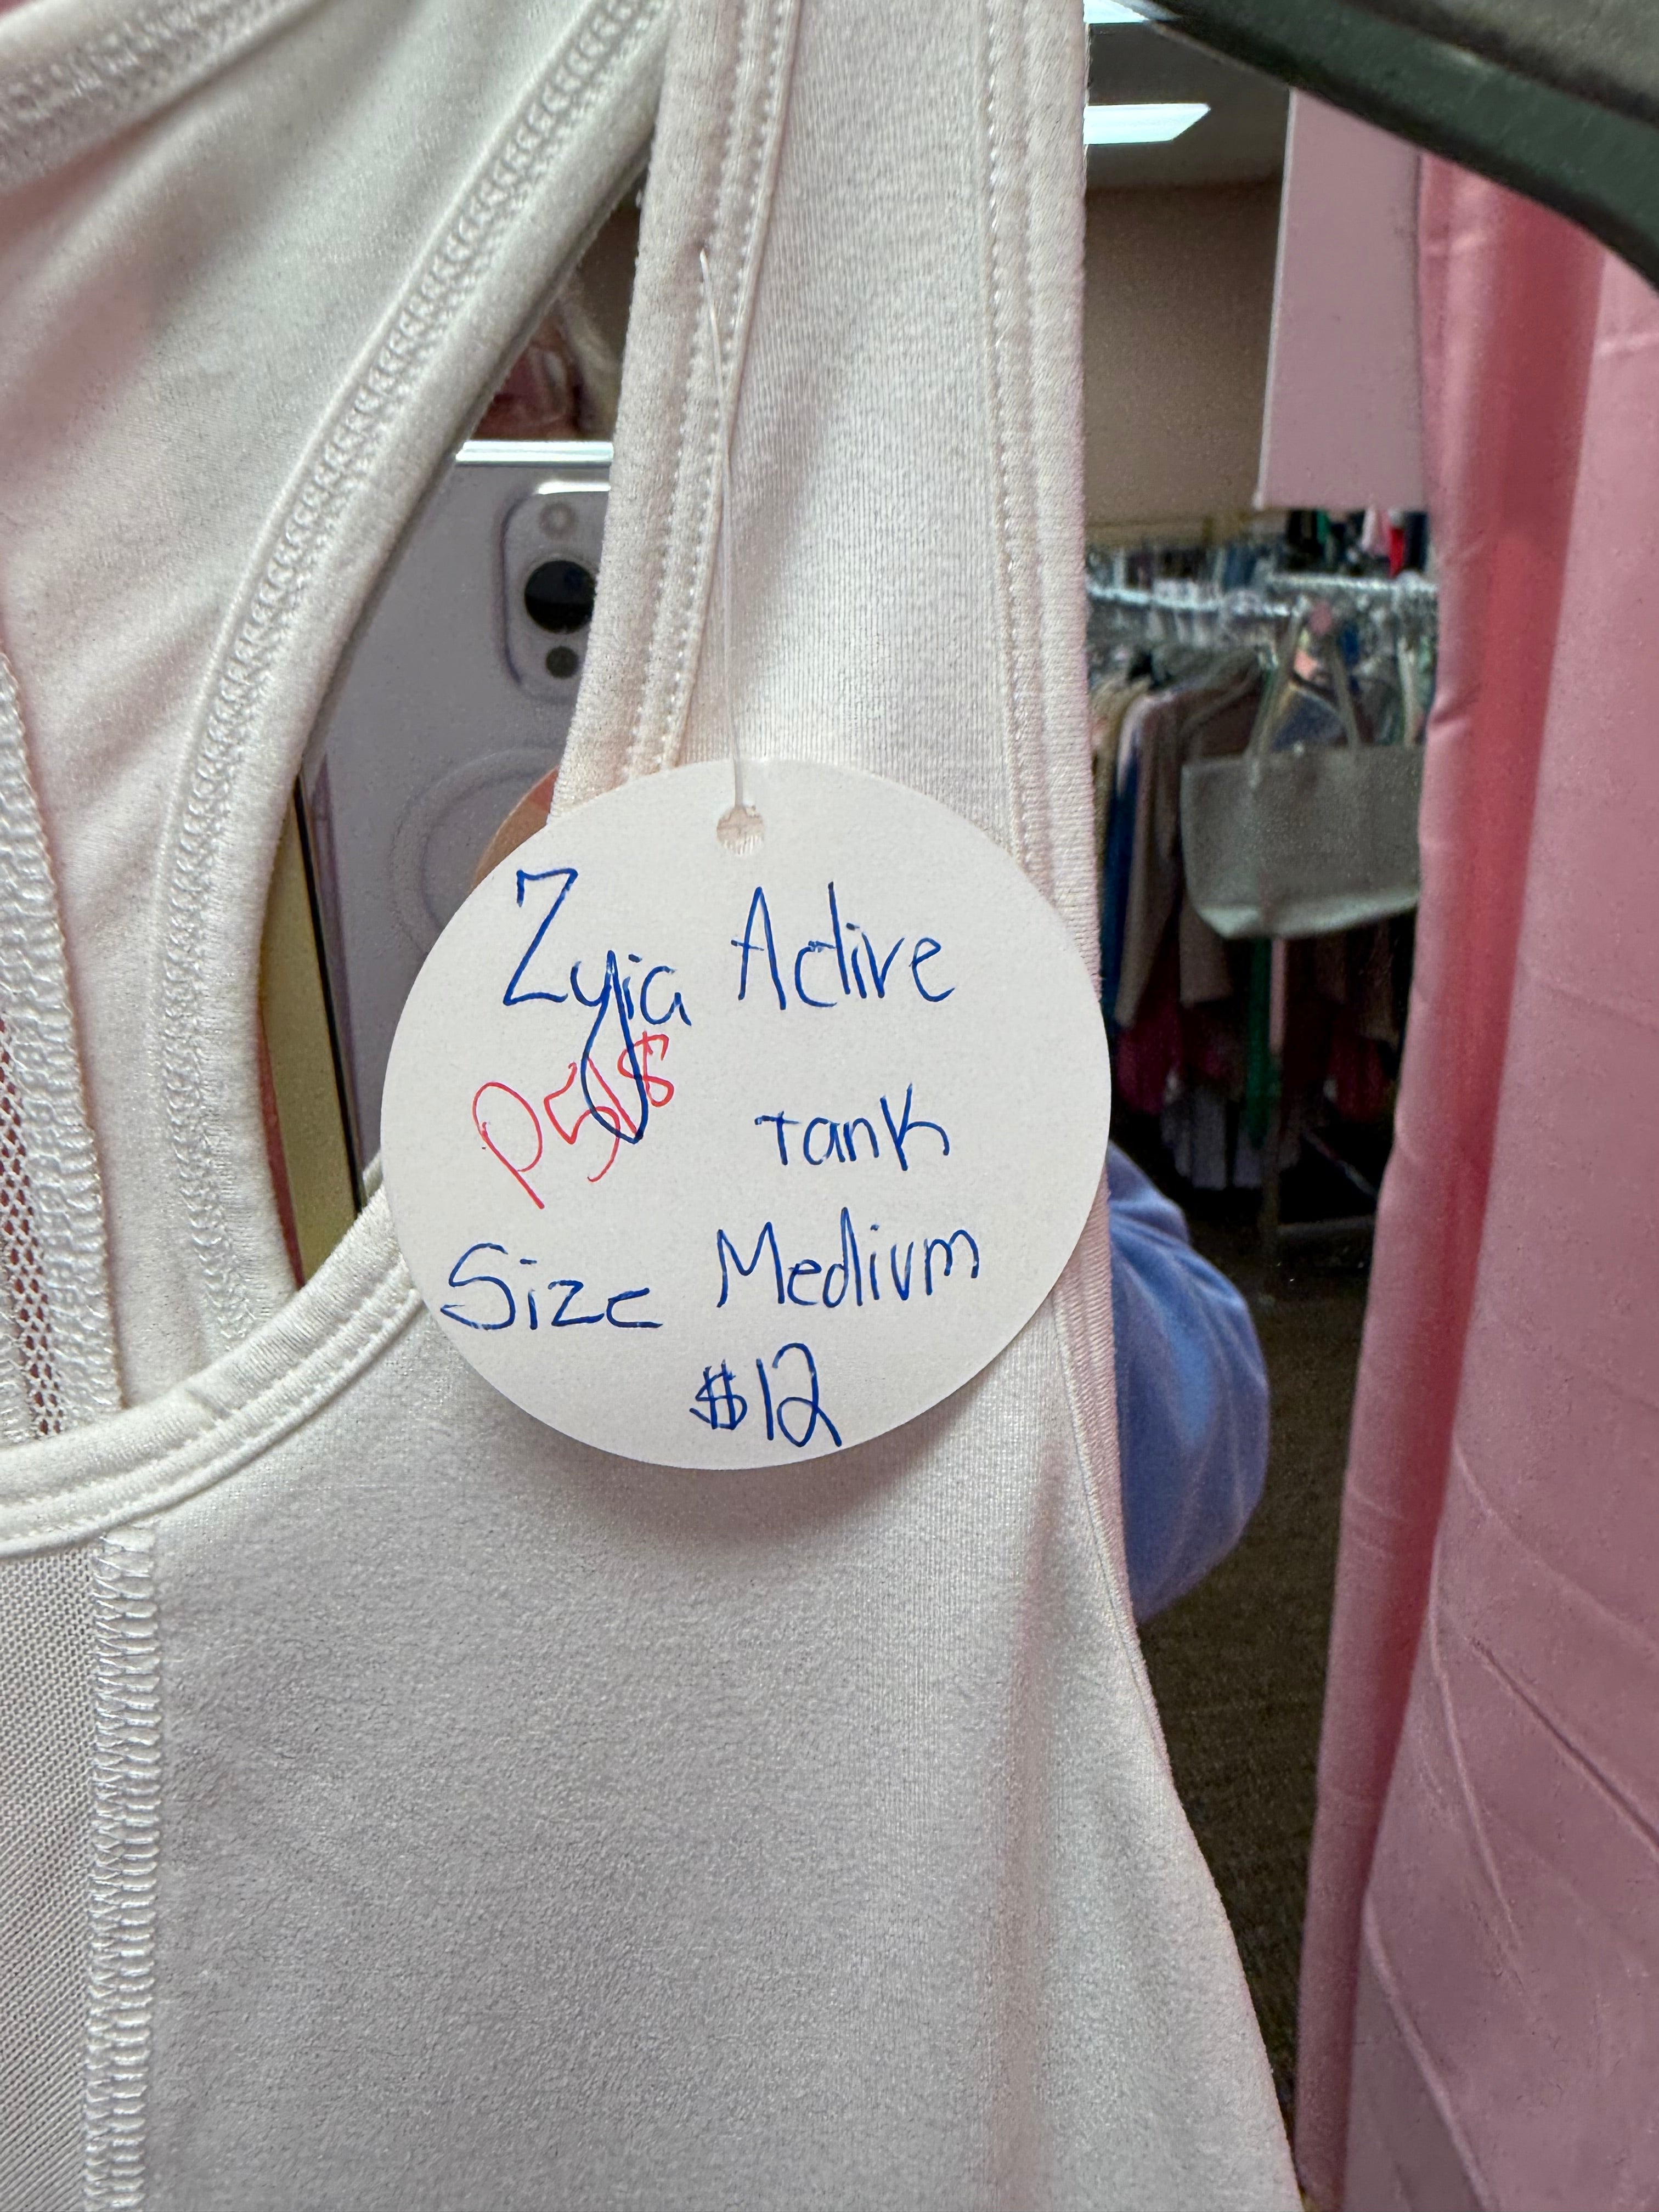 Zyia Active
tank
Size Medium
$12